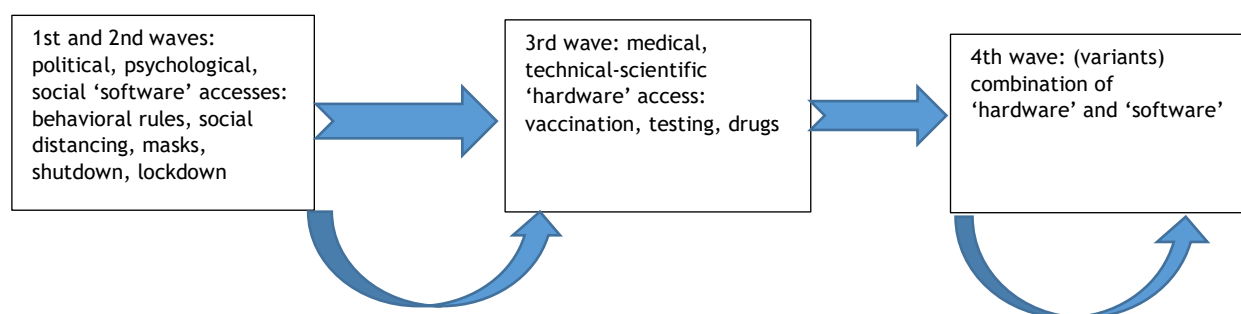 1st and 2nd waves:
political, psychological,
social ‘software’ accesses:
behavioral rules, social
distancing, masks,
shutdown, lockdown
3rd wave: medical,
technical-scientific
‘hardware’ access:
vaccination, testing, drugs
4th wave: (variants)
combination of
‘hardware’ and ‘software’